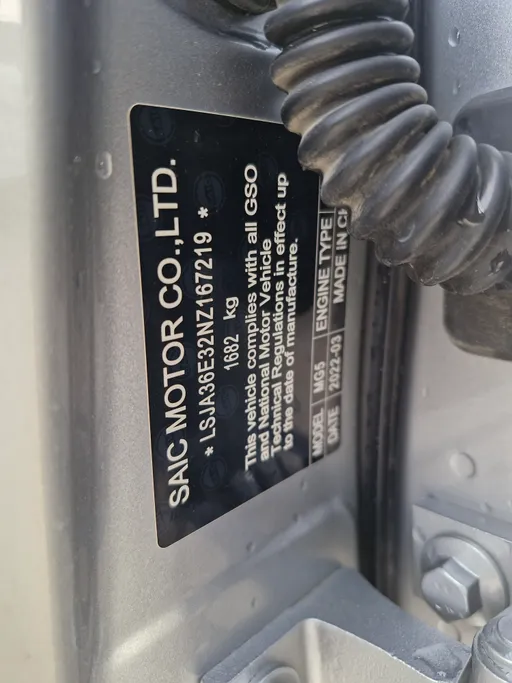 SAIC MOTOR CO.,LTD.
* LSJA36E32NZ167219 *
1682 kg
This vehicle complies with all GSO
and National Motor Vehicle
Technical Regulations in effect up
to the date of manufacture.
MODEL MG5 ENGINE TYPE
DATE 2022-03 MADE IN